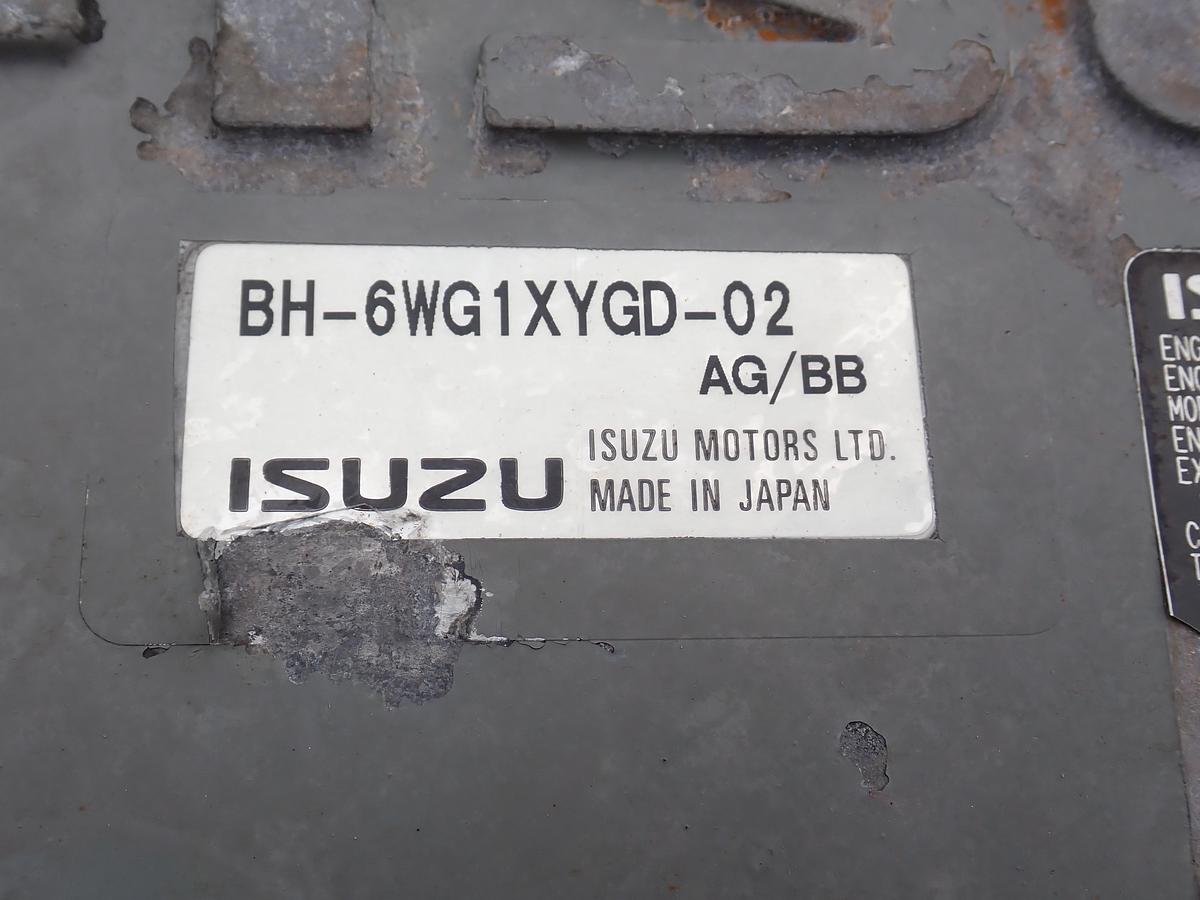 BH-6WG1XYGD-02
AG/BB
ISUZU
ISUZU MOTORS LTD.
MADE IN JAPAN